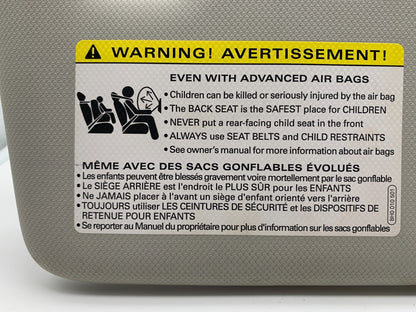 WARNING! AVERTISSEMENT!
EVEN WITH ADVANCED AIR BAGS
• Children can be killed or seriously injured by the air bag
• The BACK SEAT is the SAFEST place for CHILDREN
• NEVER put a rear-facing child seat in the front
• ALWAYS use SEAT BELTS and CHILD RESTRAINTS
• See owner's manual for more information about air bags
MÊME AVEC DES SACS GONFLABLES ÉVOLUÉS
• Les enfants peuvent être blessés gravement voire mortellement par le sac gonflable
• Le SIÈGE ARRIÈRE est l'endroit le PLUS SÛR pour les ENFANTS
• Ne JAMAIS placer à l'avant un siège d'enfant orienté vers l'arrière
• TOUJOURS utiliser LES CEINTURES DE SÉCURITÉ et les DISPOSITIFS DE
RETENUE POUR ENFANTS
• Se reporter au Manuel du propriétaire pour plus d'information sur les sacs gonflables